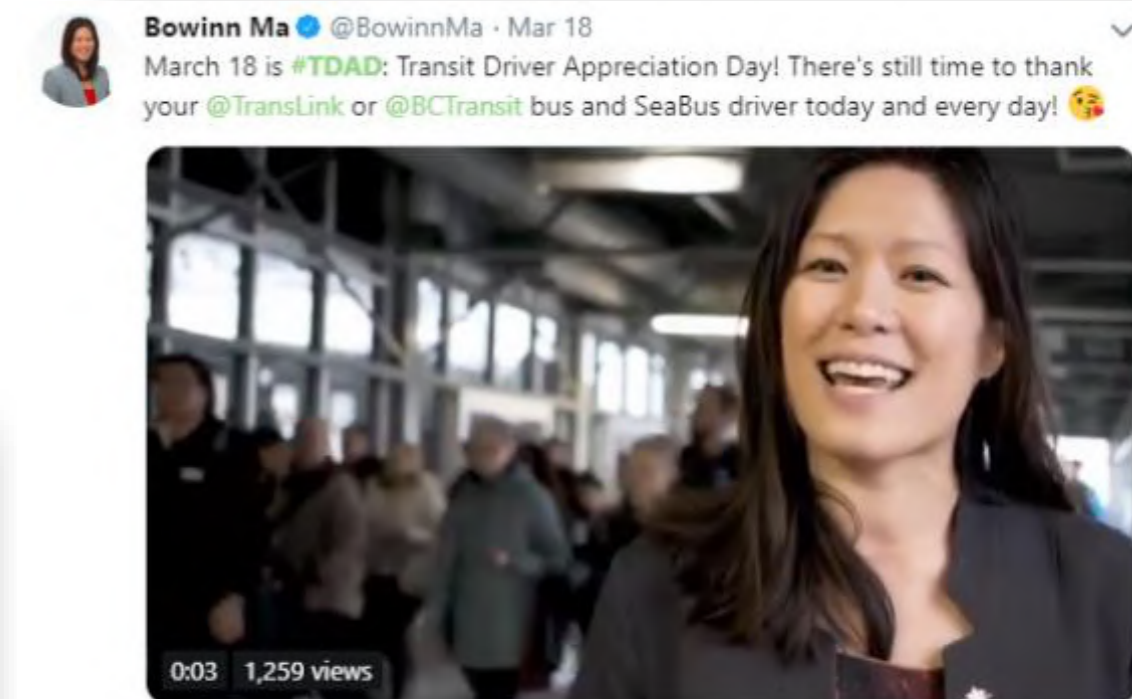 Bowinn Ma @BowinnMa · Mar 18
March 18 is #TDAD: Transit Driver Appreciation Day! There's still time to thank
your @TransLink or @BCTransit bus and SeaBus driver today and every day! 😘
0:03 1,259 views